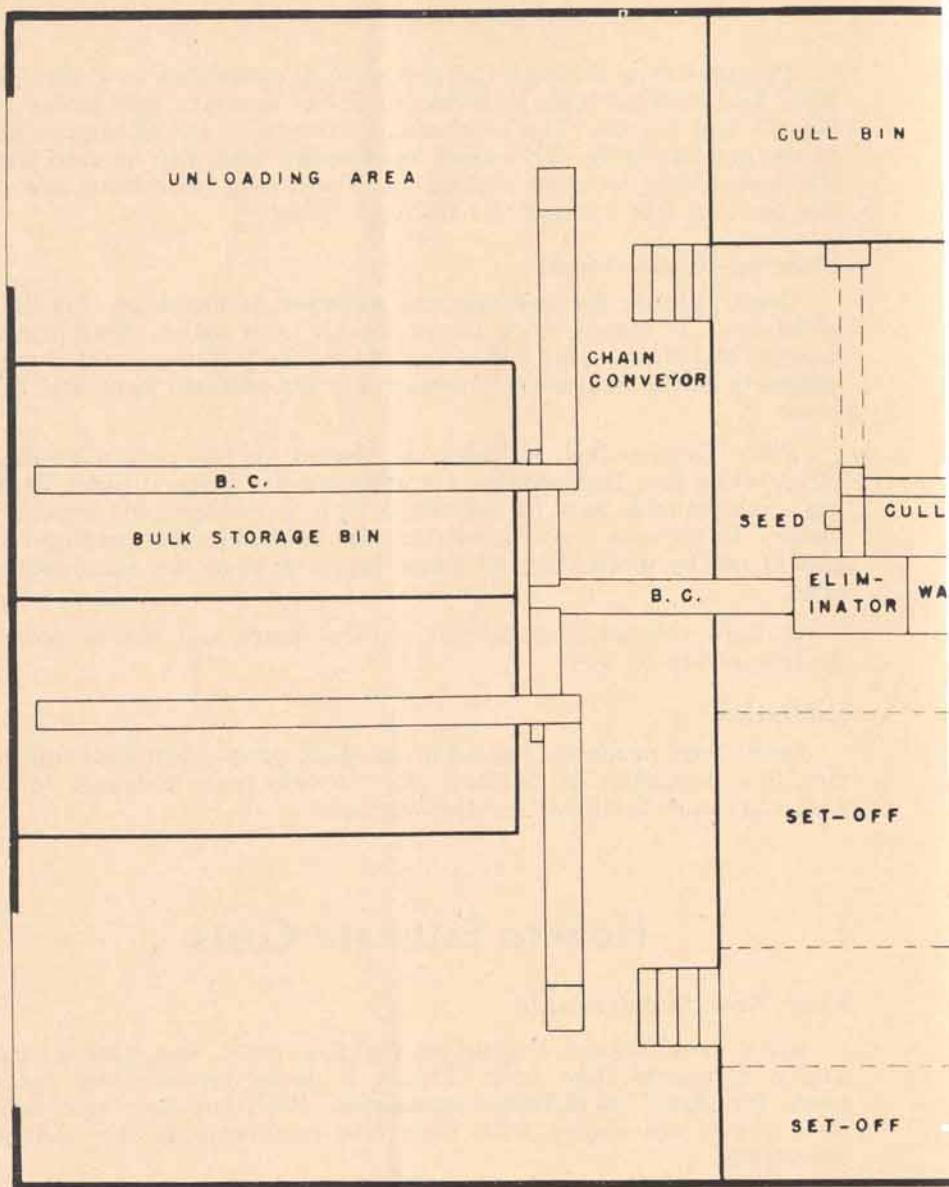 CULL BIN
UNLOADING AREA
CHAIN
CONVEYOR
B. C.
BULK STORAGE BIN
SEED
CULL
ELIM-
INATOR
WA
B. C.
SET-OFF
SET-OFF